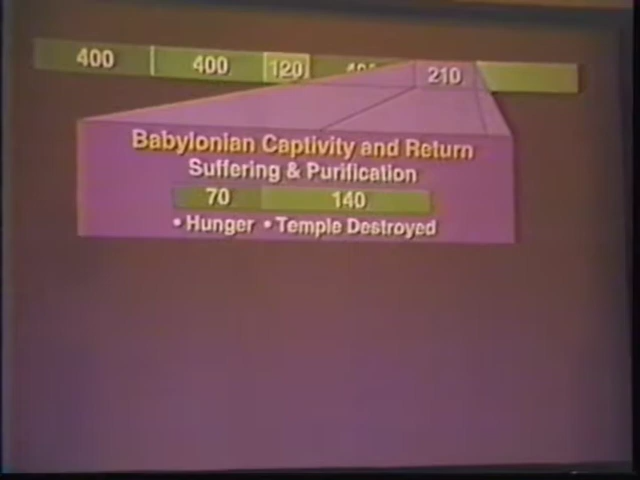 400 400 120 210
Babylonian Captivity and Return
Suffering & Purification
70 140
• Hunger • Temple Destroyed